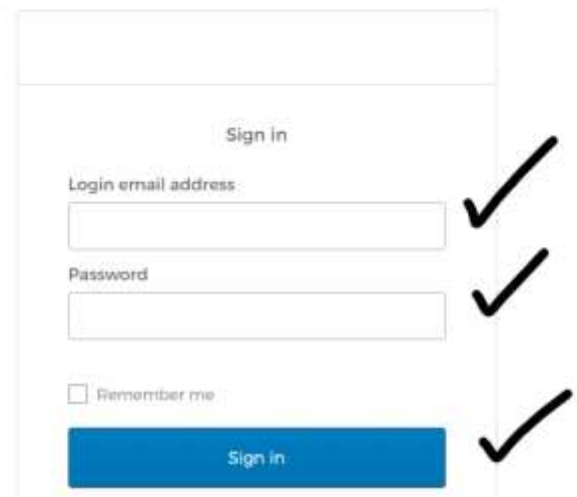 Sign in
Login email address
Password
Remember me
Sign in